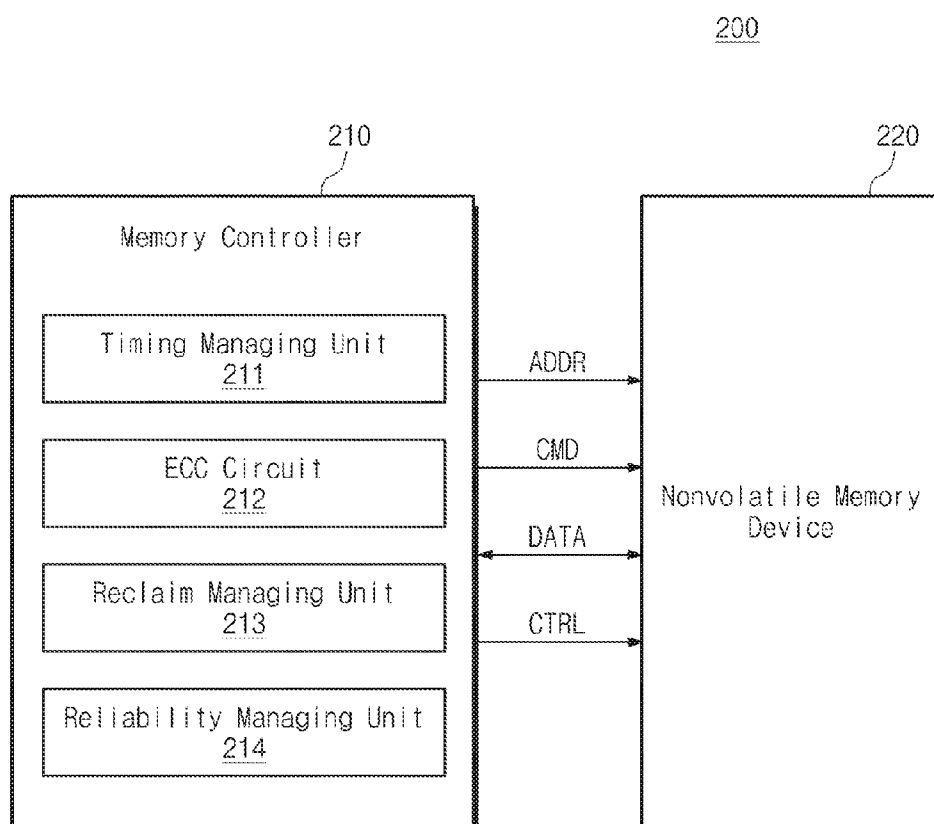 200
210
220
Memory Controller
Timing Managing Unit
211
ECC Circuit
212
Reclaim Managing Unit
213
Reliability Managing Unit
214
ADDR
CMD
DATA
CTRL
Nonvolatile Memory
Device